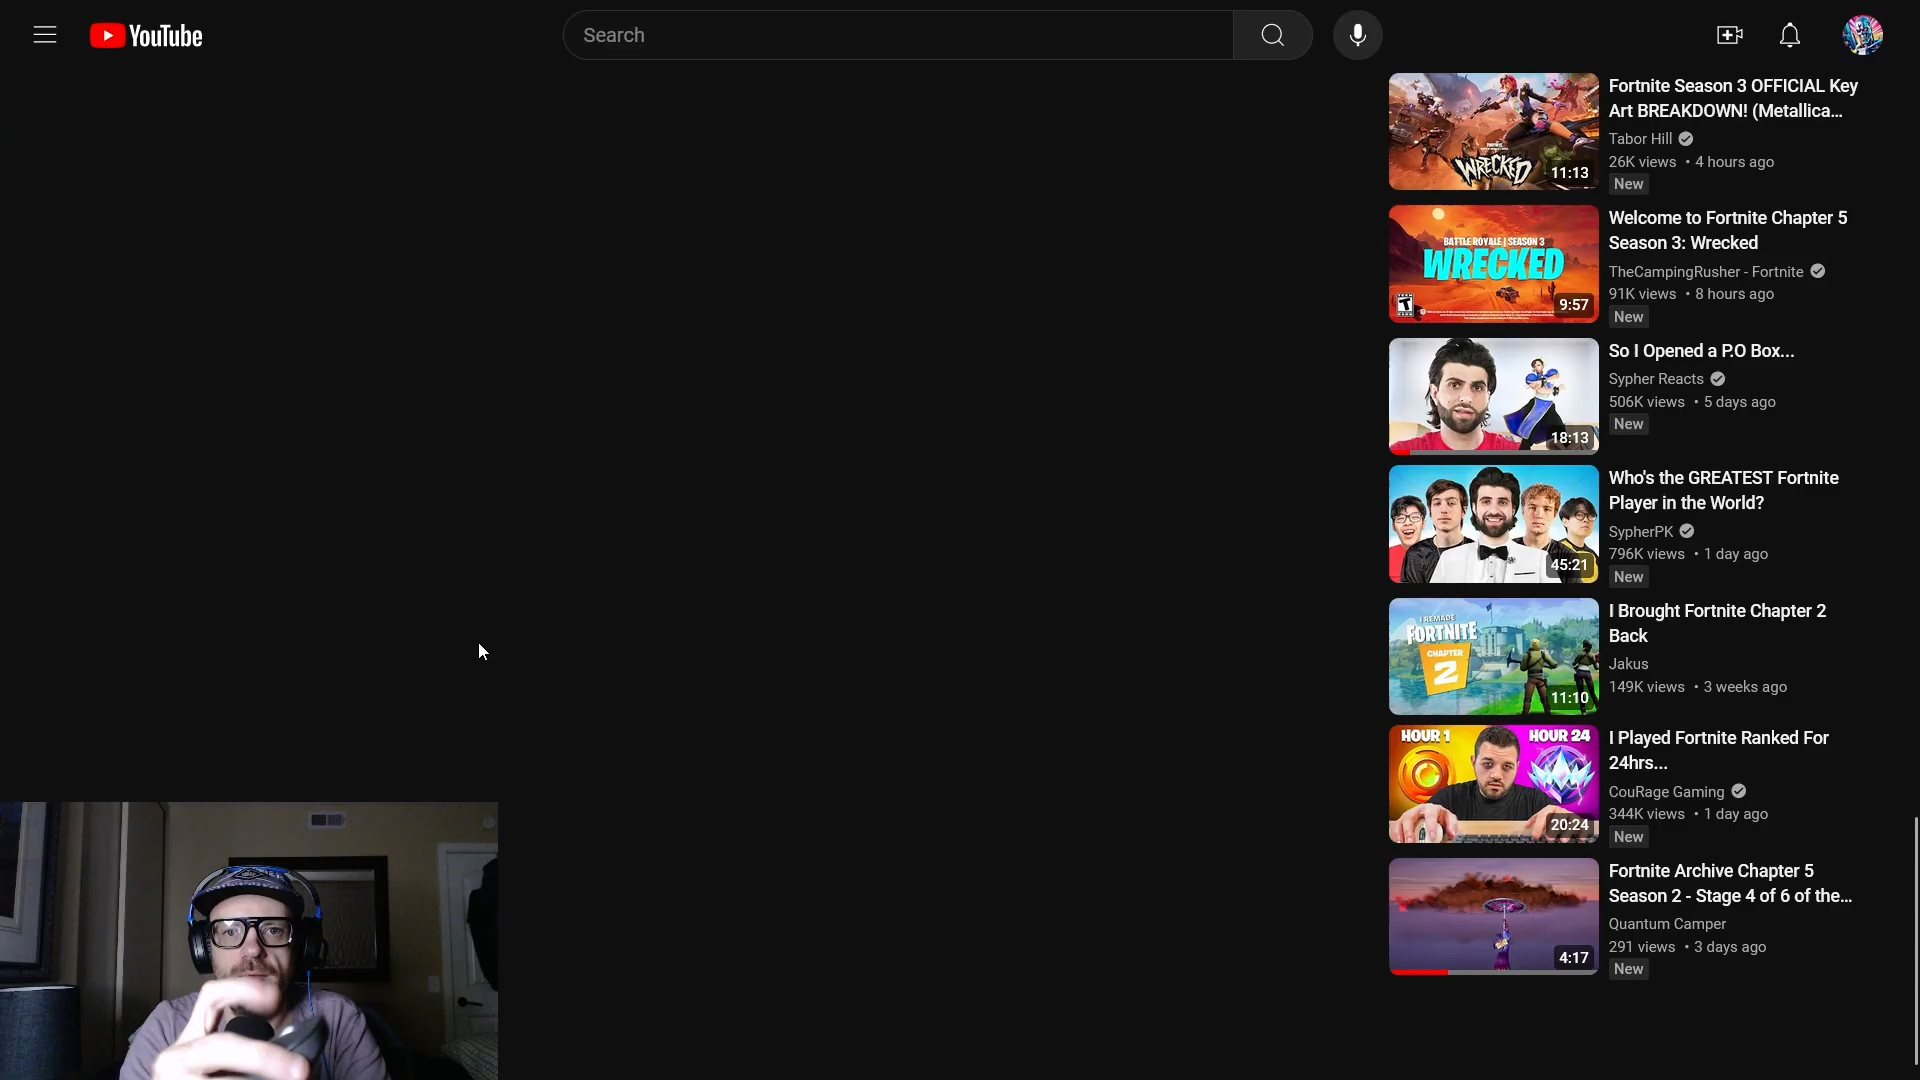 YouTube
Search
WRECKED
11:13
Fortnite Season 3 OFFICIAL Key
Art BREAKDOWN! (Metallica...
Tabor Hill
26K views • 4 hours ago
New
BATTLE ROYALE | SEASON 3
WRECKED
9:57
Welcome to Fortnite Chapter 5
Season 3: Wrecked
TheCampingRusher - Fortnite
91K views • 8 hours ago
New
18:13
So I Opened a P.O Box...
Sypher Reacts
506K views • 5 days ago
New
45:21
Who's the GREATEST Fortnite
Player in the World?
SypherPK
796K views • 1 day ago
New
I REMADE
FORTNITE
CHAPTER
2
11:10
I Brought Fortnite Chapter 2
Back
Jakus
149K views • 3 weeks ago
HOUR 1
HOUR 24
20:24
I Played Fortnite Ranked For
24hrs...
CouRage Gaming
344K views • 1 day ago
New
4:17
Fortnite Archive Chapter 5
Season 2 - Stage 4 of 6 of the...
Quantum Camper
291 views • 3 days ago
New